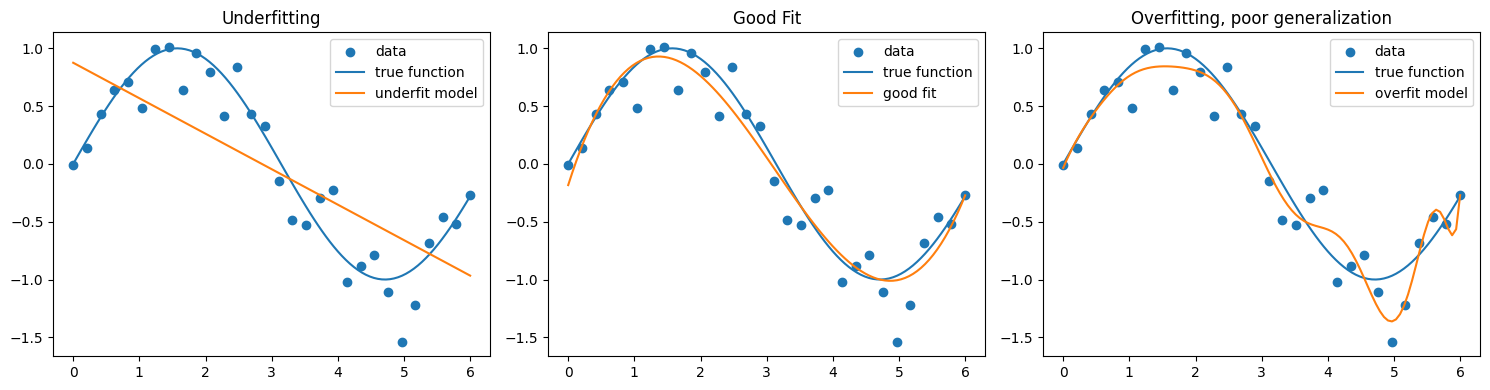 Underfitting
data
true function
underfit model
1.0
0.5
0.0
−0.5
−1.0
−1.5
0 1 2 3 4 5 6
Good Fit
data
true function
good fit
1.0
0.5
0.0
−0.5
−1.0
−1.5
0 1 2 3 4 5 6
Overfitting, poor generalization
data
true function
overfit model
1.0
0.5
0.0
−0.5
−1.0
−1.5
0 1 2 3 4 5 6